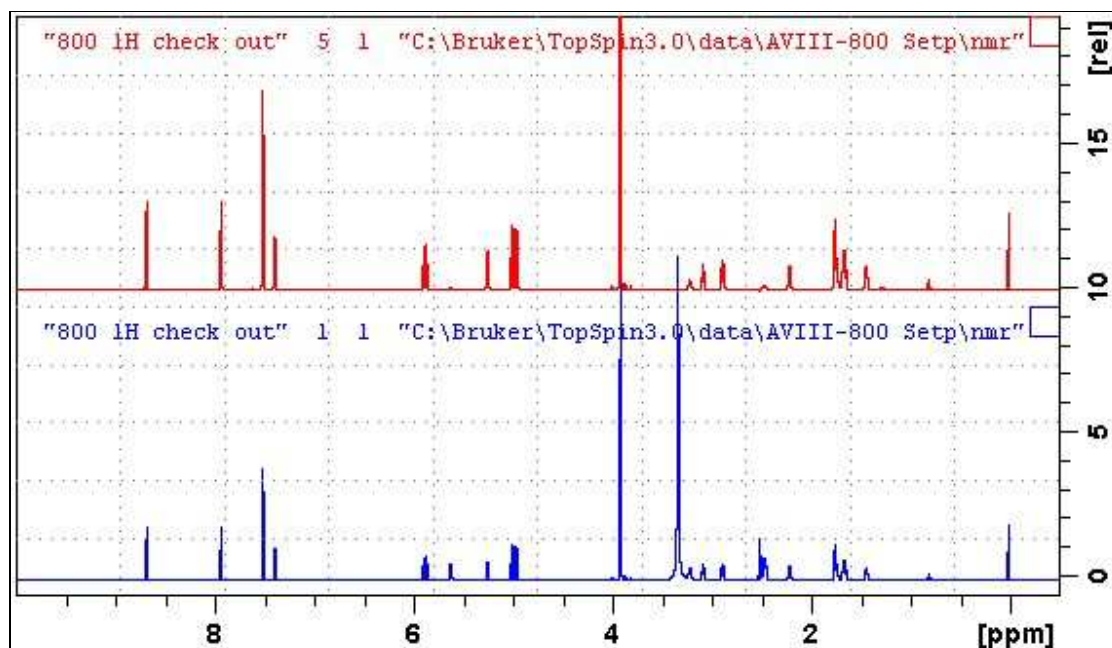 "800 1H check out" 5 1 "C:\Bruker\TopSpin3.0\data\AVIII-800 Setp\nmr"
[rel]
15
10
"800 1H check out" 1 1 "C:\Bruker\TopSpin3.0\data\AVIII-800 Setp\nmr"
5
0
8 6 4 2 [ppm]